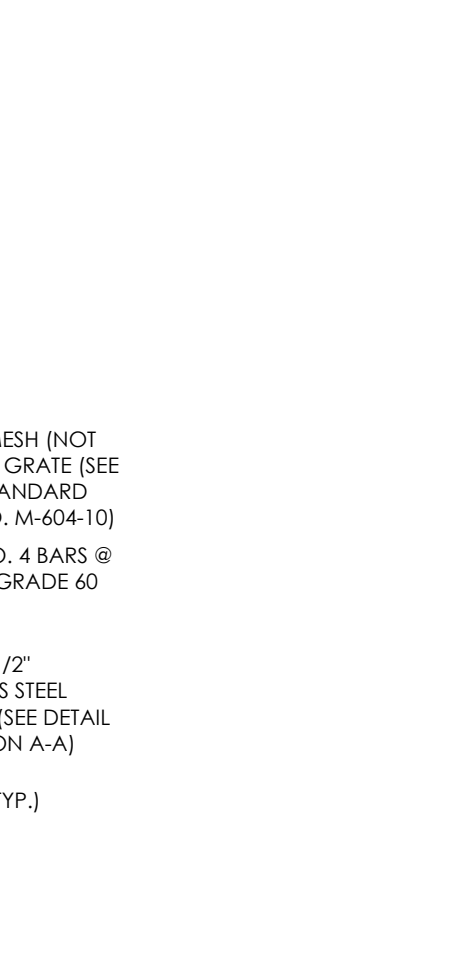 ESH (NOT
GRATE (SEE
ANDARD
. M-604-10)
. 4 BARS @
GRADE 60
/2"
S STEEL
(SEE DETAIL
ON A-A)
YP.)